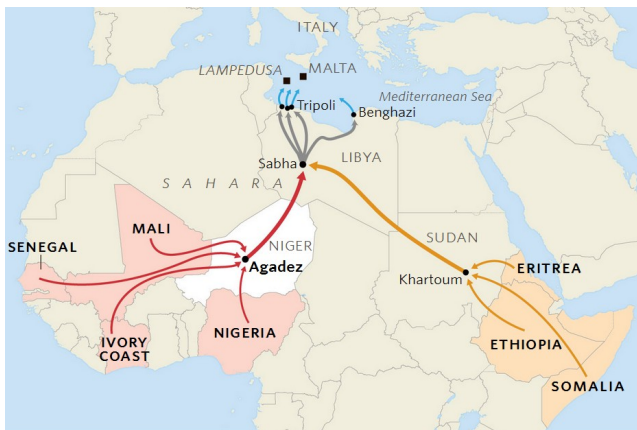 ITALY
LAMPEDUSA
MALTA
Mediterranean Sea
Tripoli
Benghazi
Sabha
LIBYA
SAHARA
MALI
SENEGAL
NIGER
SUDAN
Agadez
ERITREA
Khartoum
NIGERIA
IVORY
COAST
ETHIOPIA
SOMALIA